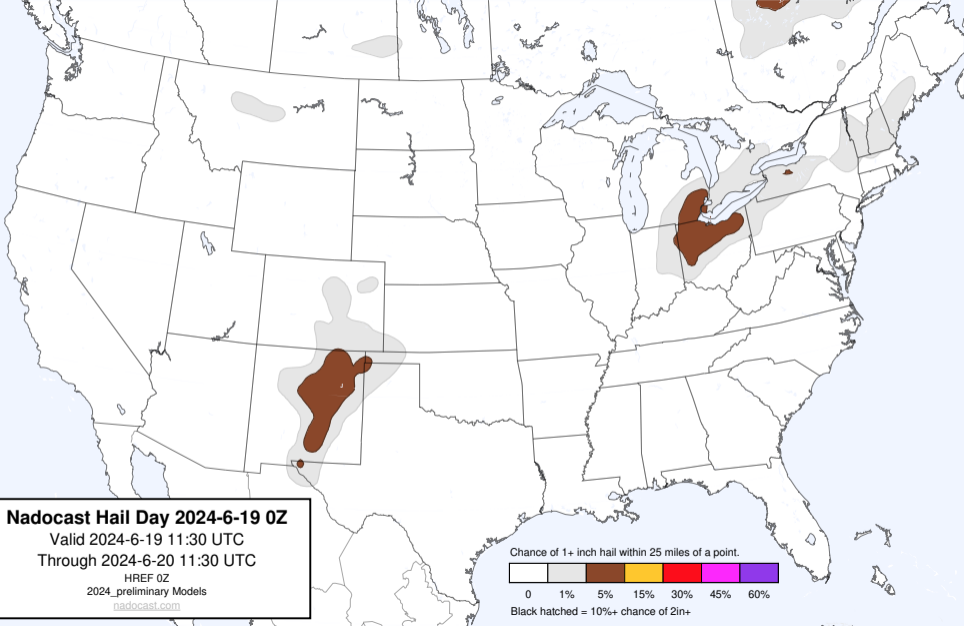 Nadocast Hail Day 2024-6-19 0Z
Valid 2024-6-19 11:30 UTC
Through 2024-6-20 11:30 UTC
HREF 0Z
2024_preliminary Models
nadocast.com
Chance of 1+ inch hail within 25 miles of a point.
0 1% 5% 15% 30% 45% 60%
Black hatched = 10%+ chance of 2in+